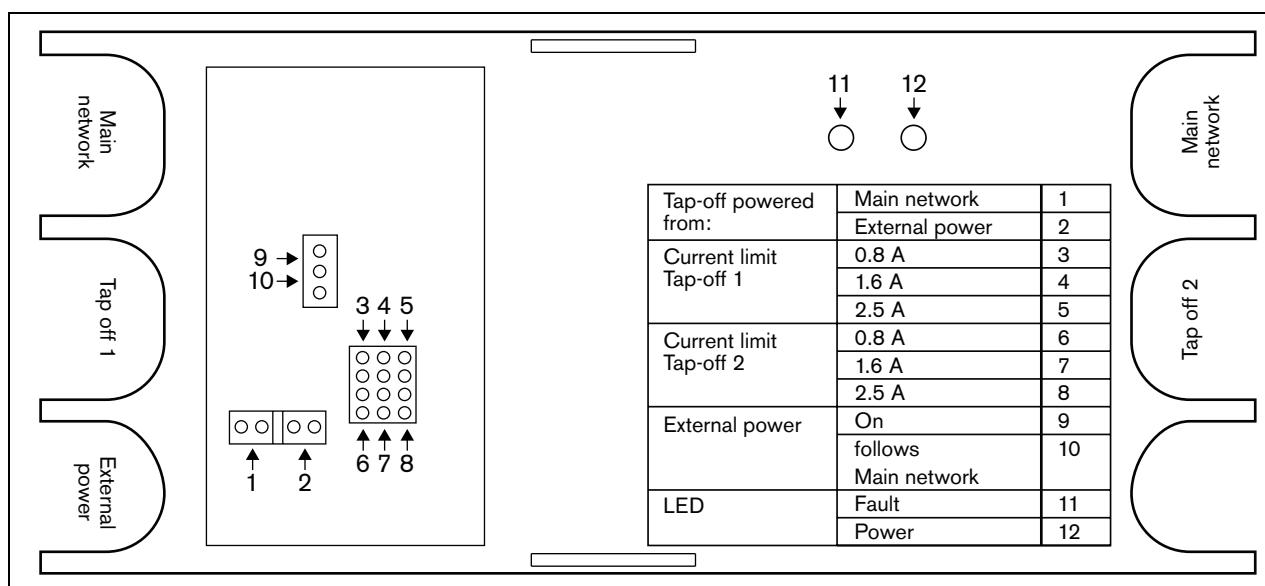 Main
network
Tap off 1
External
power
9
10
3 4 5
6 7 8
1
2
11
12
Tap-off powered
from:
Main network 1
External power 2
Current limit
Tap-off 1
0.8 A 3
1.6 A 4
2.5 A 5
Current limit
Tap-off 2
0.8 A 6
1.6 A 7
2.5 A 8
External power
On 9
follows
Main network
10
LED
Fault 11
Power 12
Main
network
Tap off 2